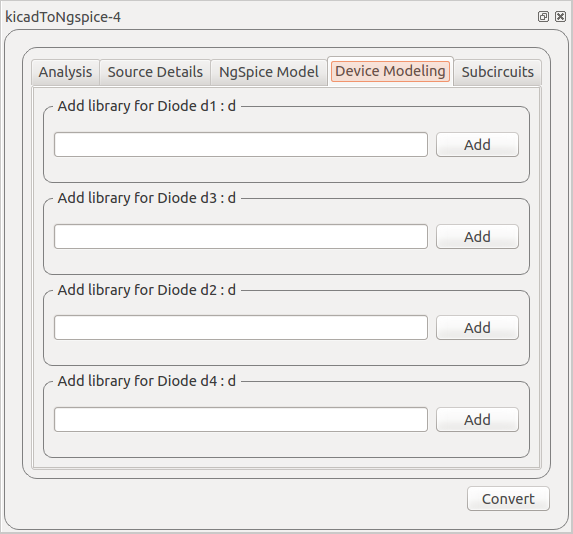 kicadToNgspice-4
Analysis Source Details NgSpice Model Device Modeling Subcircuits
Add library for Diode d1 : d
Add
Add library for Diode d3 : d
Add
Add library for Diode d2 : d
Add
Add library for Diode d4 : d
Add
Convert